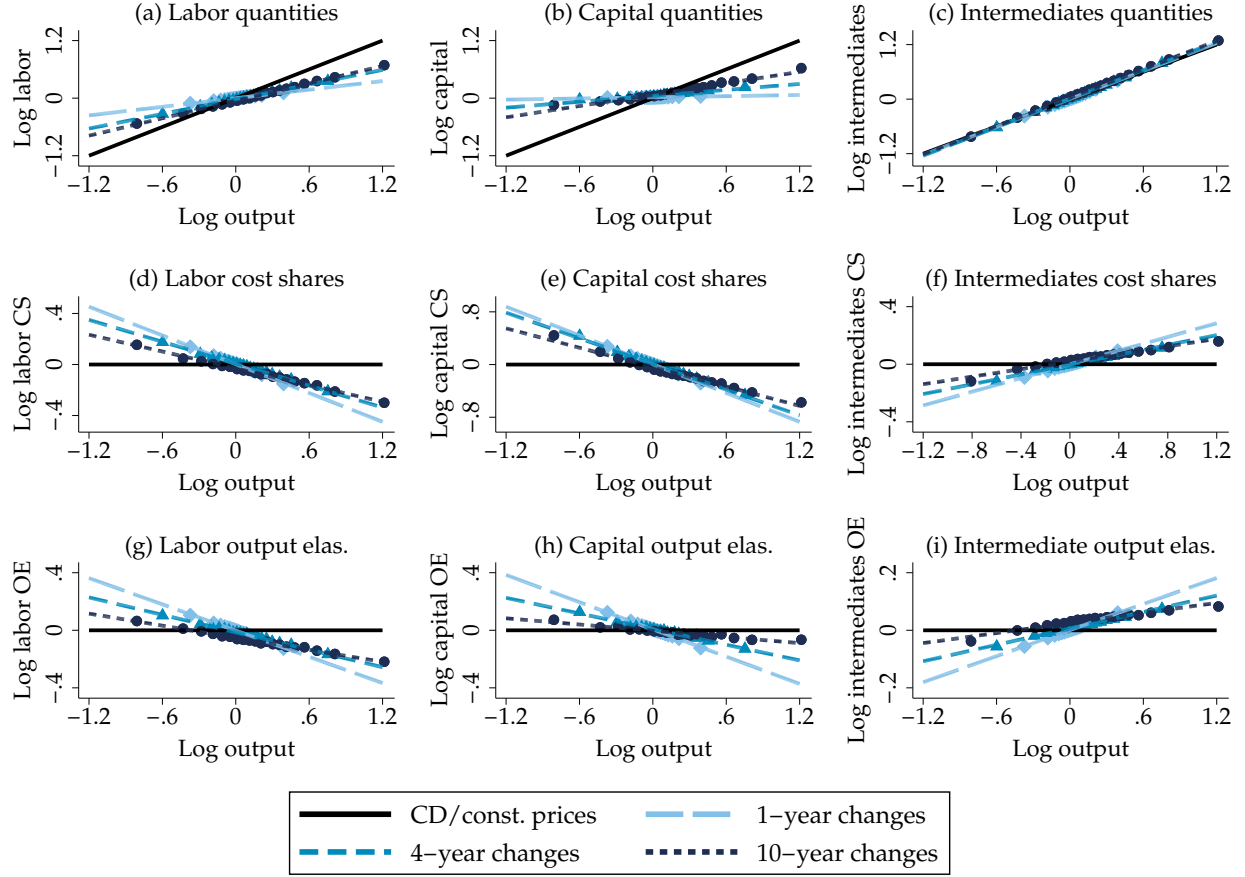 (a) Labor quantities
Log labor
1.2
0
−1.2
−1.2 −.6 0 .6 1.2
Log output
(b) Capital quantities
Log capital
1.2
0
−1.2
−1.2 −.6 0 .6 1.2
Log output
(c) Intermediates quantities
Log intermediates
1.2
0
−1.2
−1.2 −.6 0 .6 1.2
Log output
(d) Labor cost shares
Log labor CS
.4
0
−.4
−1.2 −.6 0 .6 1.2
Log output
(e) Capital cost shares
Log capital CS
.8
0
−.8
−1.2 −.6 0 .6 1.2
Log output
(f) Intermediates cost shares
Log intermediates CS
.4
0
−.4
−1.2 −.8 −.4 0 .4 .8 1.2
Log output
(g) Labor output elas.
Log labor OE
.4
0
−.4
−1.2 −.6 0 .6 1.2
Log output
(h) Capital output elas.
Log capital OE
.4
0
−.4
−1.2 −.6 0 .6 1.2
Log output
(i) Intermediate output elas.
Log intermediates OE
.2
0
−.2
−1.2 −.6 0 .6 1.2
Log output
CD/const. prices
1−year changes
4−year changes
10−year changes